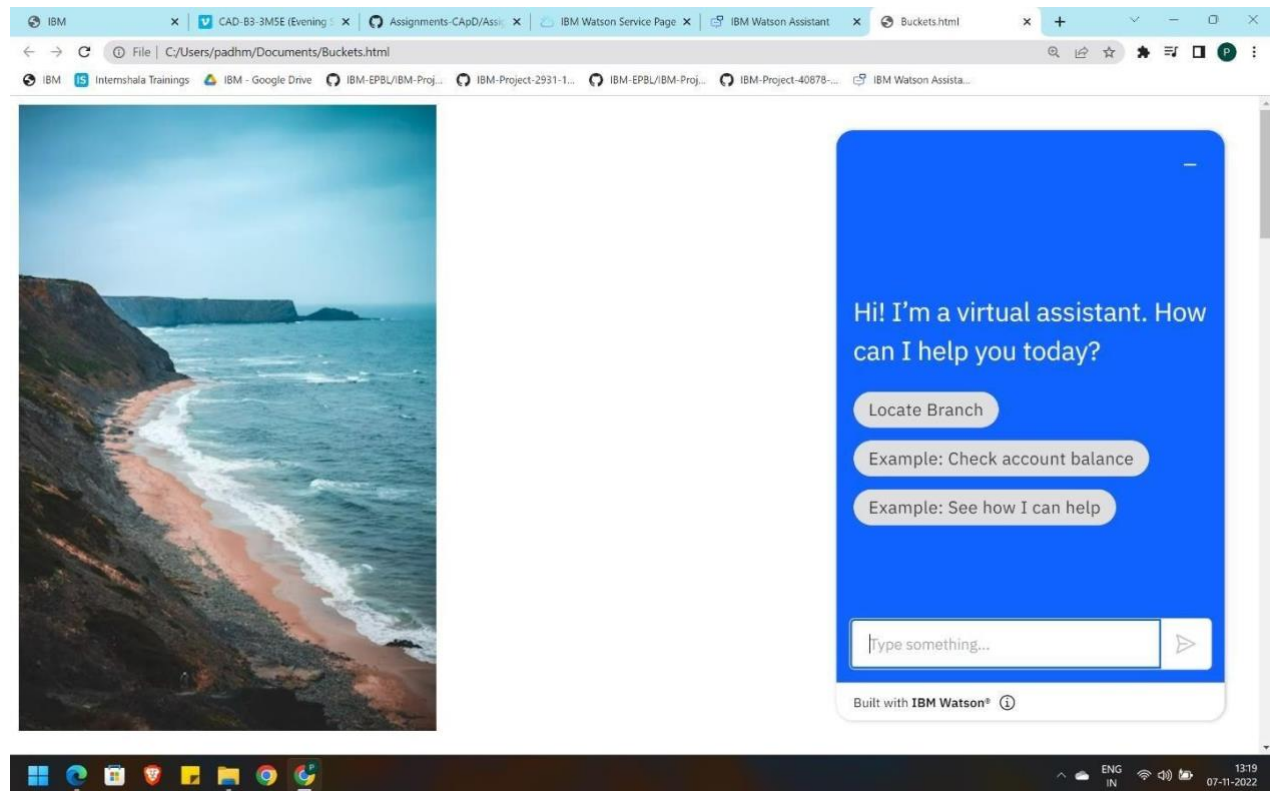 IBM
CAD-B3-3M5E (Evening S
Assignments-CApD/Assig
IBM Watson Service Page
IBM Watson Assistant
Buckets.html
File | C:/Users/padhm/Documents/Buckets.html
P
IBM
IS Internshala Trainings
IBM - Google Drive
IBM-EPBL/IBM-Proj...
IBM-Project-2931-1...
IBM-EPBL/IBM-Proj...
IBM-Project-40878-...
IBM Watson Assista...
Hi! I’m a virtual assistant. How
can I help you today?
Locate Branch
Example: Check account balance
Example: See how I can help
Type something...
Built with IBM Watson®
ENG
IN
13:19
07-11-2022